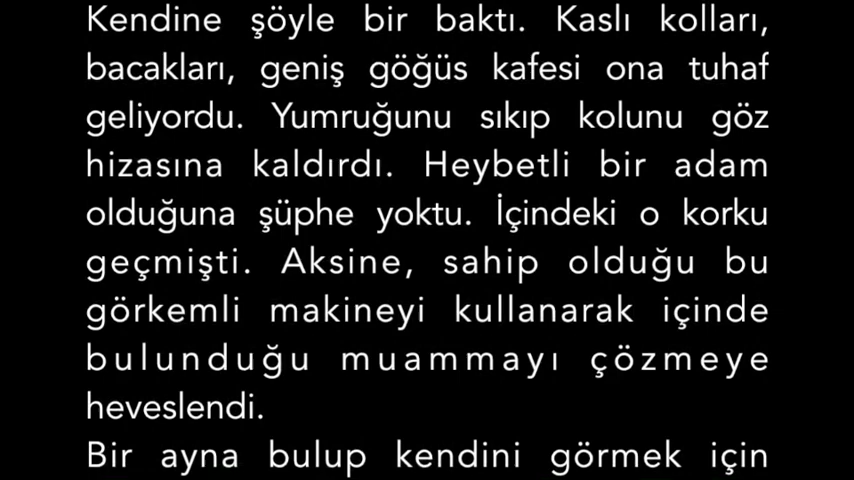 Kendine şöyle bir baktı. Kaslı kolları,
bacakları, geniş göğüs kafesi ona tuhaf
geliyordu. Yumruğunu sıkıp kolunu göz
hizasına kaldırdı. Heybetli bir adam
olduğuna şüphe yoktu. İçindeki o korku
geçmişti. Aksine, sahip olduğu bu
görkemli makineyi kullanarak içinde
bulunduğu muammayı çözmeye
heveslendi.
Bir ayna bulup kendini görmek için